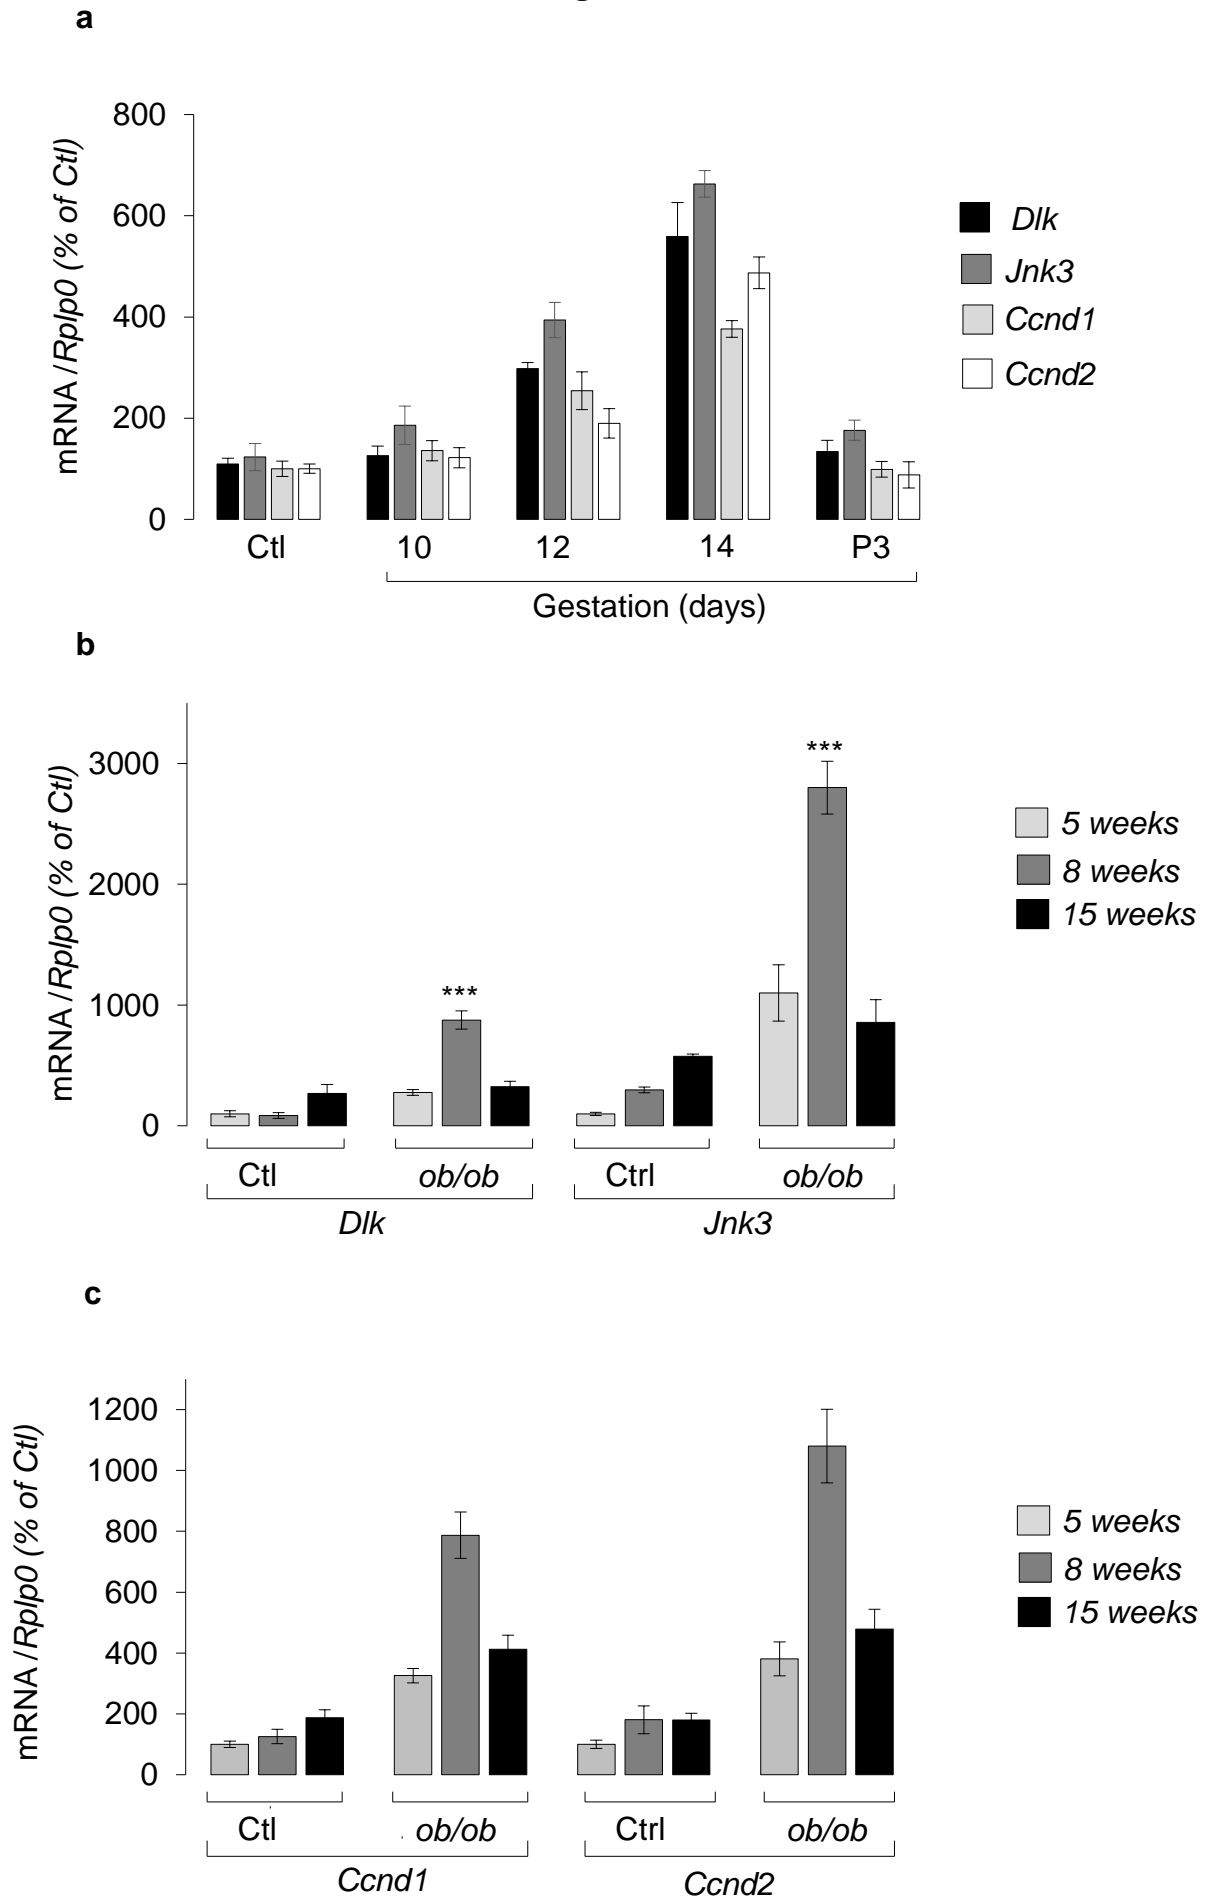 a
800
600
400
200
0
mRNA / Rplp0 (% of Ctl)
Dlk
Jnk3
Ccnd1
Ccnd2
Ctl 10 12 14 P3
Gestation (days)
b
3000
2000
1000
0
mRNA / Rplp0 (% of Ctl)
*** ***
5 weeks
8 weeks
15 weeks
Ctl ob/ob Ctrl ob/ob
Dlk Jnk3
c
1200
1000
800
600
400
200
0
mRNA / Rplp0 (% of Ctl)
5 weeks
8 weeks
15 weeks
Ctl ob/ob Ctrl ob/ob
Ccnd1 Ccnd2